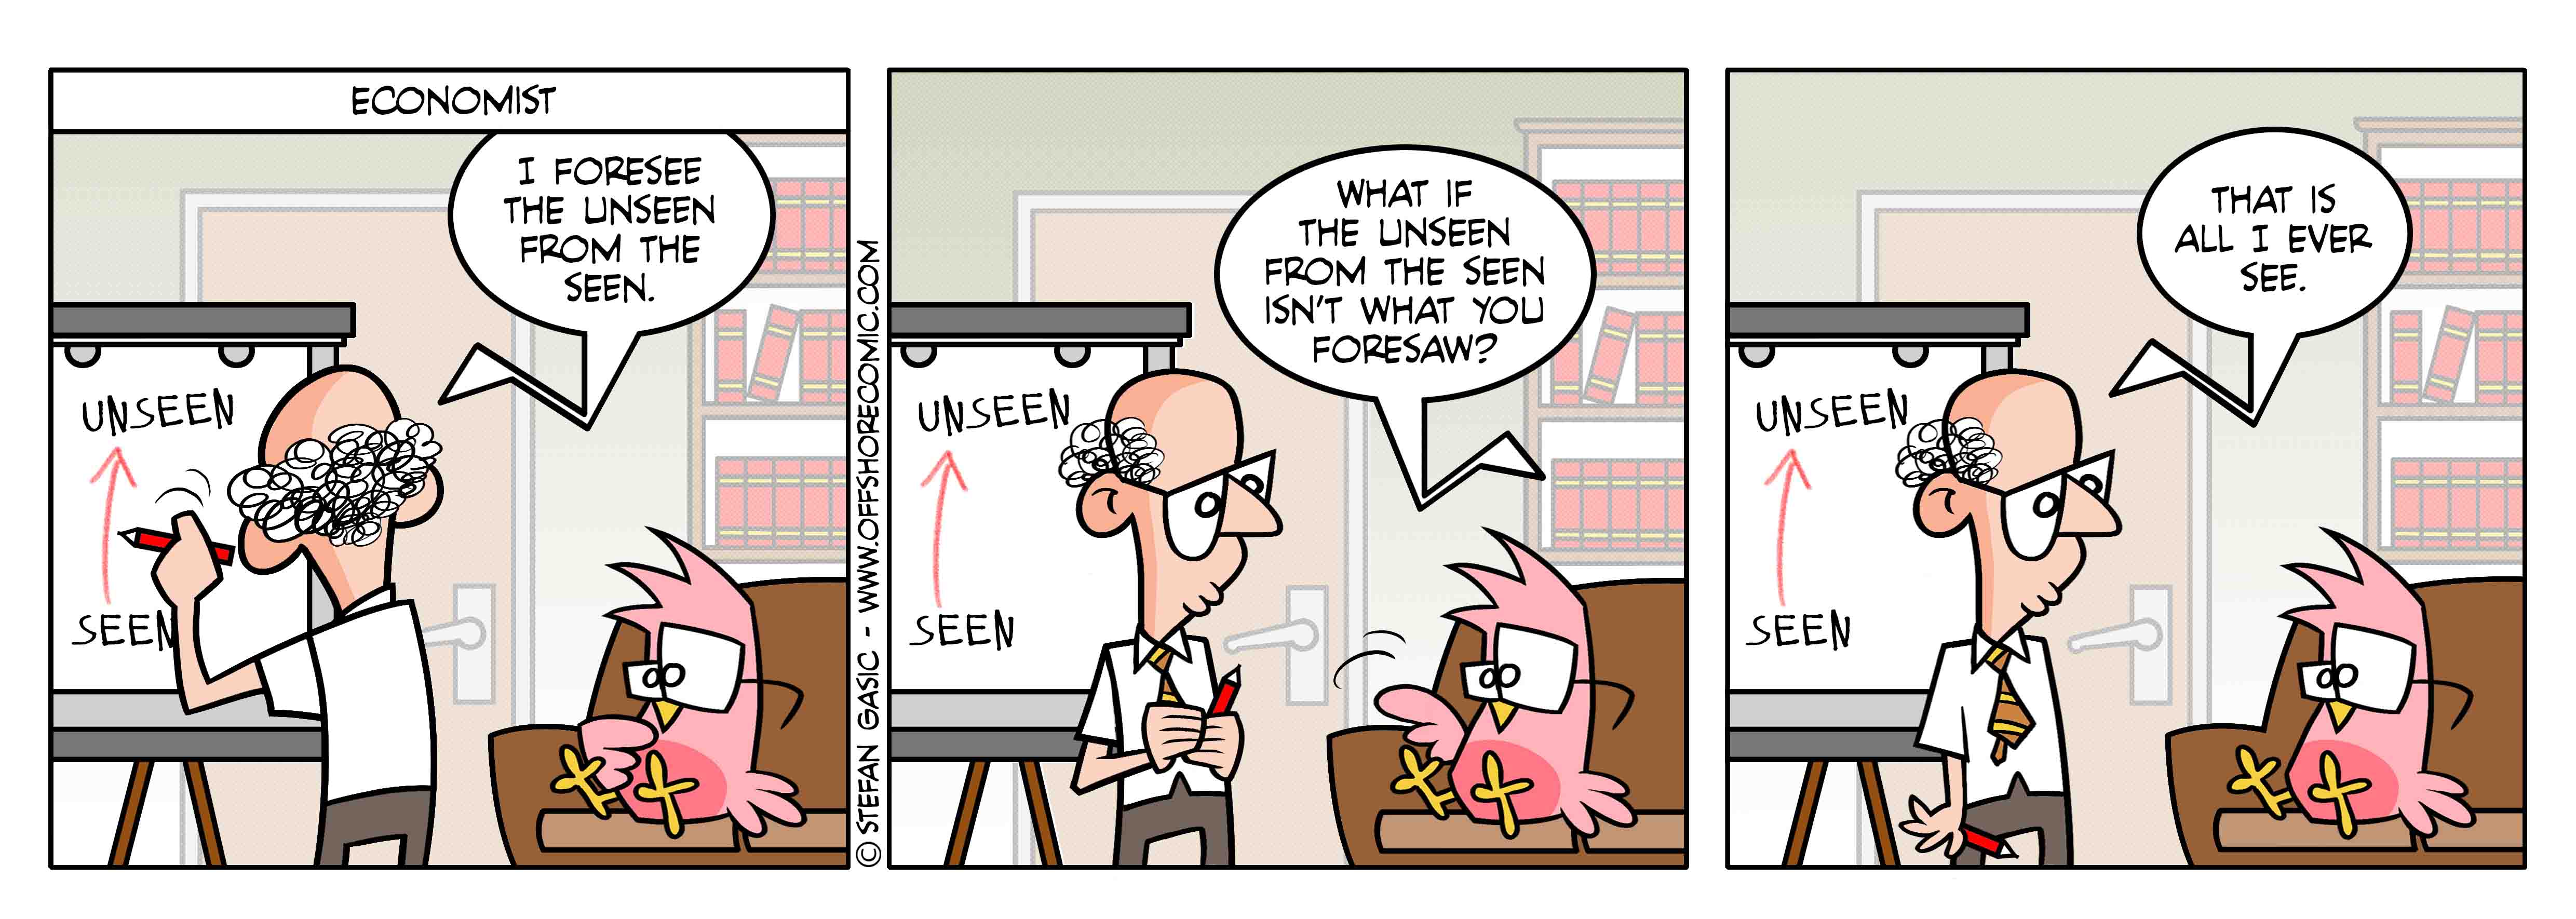 ECONOMIST
I FORESEE
THE UNSEEN
FROM THE
SEEN.
UNSEEN
SEEN
© STEFAN GASIC - WWW.OFFSHORECOMIC.COM
WHAT IF
THE UNSEEN
FROM THE SEEN
ISN'T WHAT YOU
FORESAW?
UNSEEN
SEEN
THAT IS
ALL I EVER
SEE.
UNSEEN
SEEN